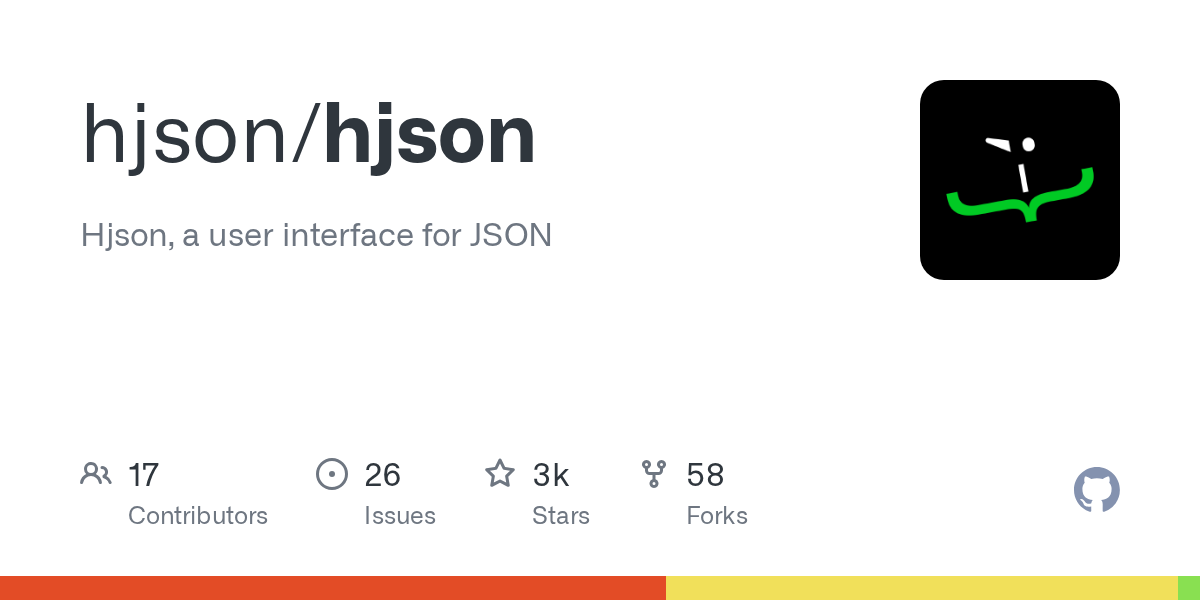 hjson/hjson
Hjson, a user interface for JSON
17 26 3k 58
Contributors Issues Stars Forks